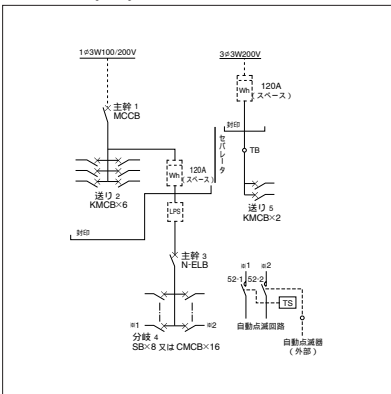 1φ3W100/200V
3φ3W200V
主幹 1
MCCB
Wh
120A
(スペース)
封印
セパレータ
TB
Wh
120A
(スペース)
送り 2
KMCB×6
LPS
送り 5
KMCB×2
封印
主幹 3
N-ELB
※1
※2
52-1
52-2
TS
自動点滅回路
自動点滅器
(外部)
※1
※2
分岐 4
SB×8 又は CMCB×16